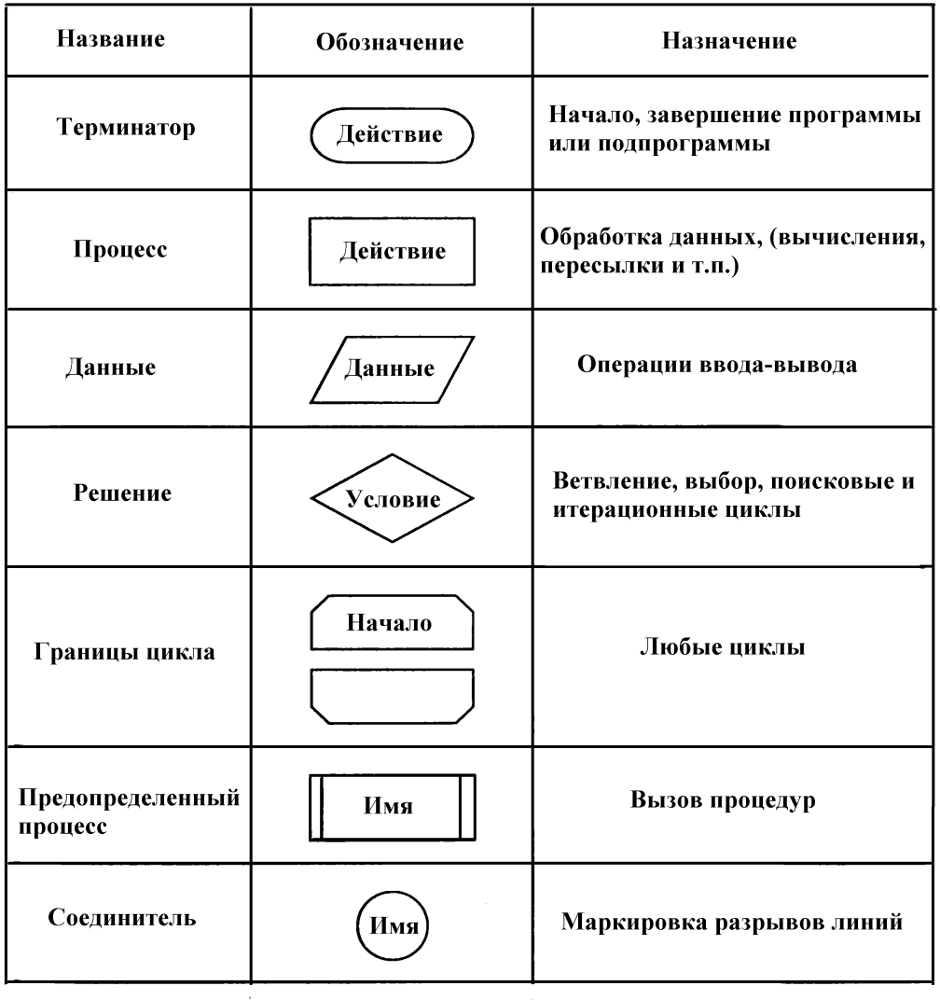 Название
Обозначение
Назначение
Терминатор
Действие
Начало, завершение программы
или подпрограммы
Процесс
Действие
Обработка данных, (вычисления,
пересылки и т.п.)
Данные
Данные
Операции ввода-вывода
Решение
Условие
Ветвление, выбор, поисковые и
итерационные циклы
Границы цикла
Начало
Любые циклы
Предопределенный
процесс
Имя
Вызов процедур
Соединитель
Имя
Маркировка разрывов линий